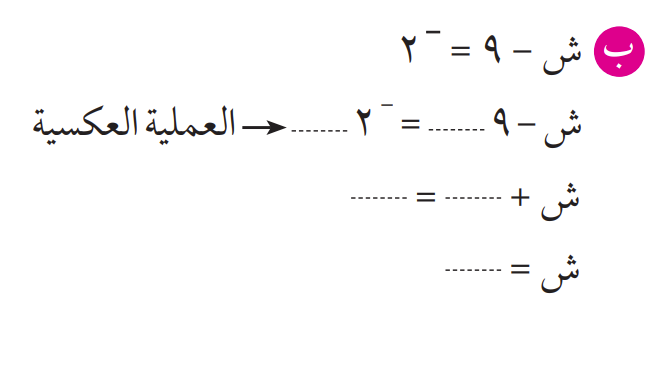 ب ش − ٩ = −٢
ش − ٩ ........ = −٢ ........ ← العملية العكسية
ش + ........ = ........
ش = ........